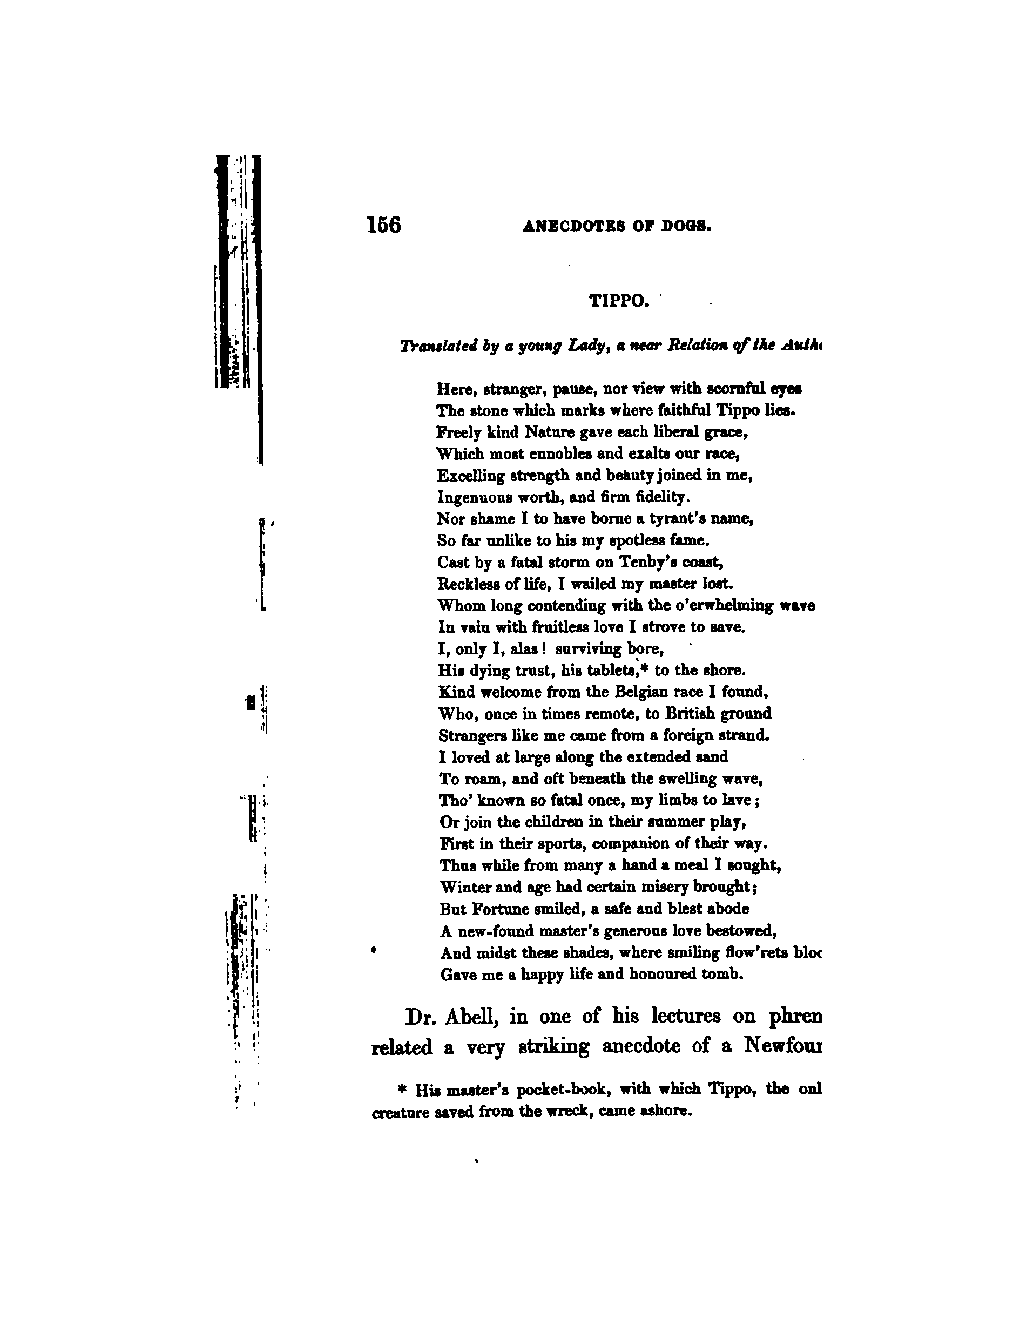 156 ANECDOTES OF DOGS.
TIPPO.
Translated by a young Lady, a near Relation of the
Here, stranger, pause, nor view with scornful eyes
The stone which marks where faithful Tippo lies.
Freely kind Nature gave each liberal grace,
Which most ennobles and exalts our race,
Excelling strength and beauty joined in me,
Ingenuous worth, and firm fidelity.
Nor shame I to have borne a tyrant's name,
So far unlike to his my spotless fame.
Cast by a fatal storm on Tenby's coast,
Reckless of life, I wailed my master lost.
Whom long contending with the o'erwhelming wave
In vain with fruitless love I strove to save.
I, only I, alas! surviving bore,
His dying trust, his tablets,* to the shore.
Kind welcome from the Belgian race I found,
Who, once in times remote, to British ground
Strangers like me came from a foreign strand.
I loved at large along the extended sand
To roam, and oft beneath the swelling wave,
Tho' known so fatal once, my limbs to lave;
Or join the children in their summer play,
First in their sports, companion of their way.
Thus while from many a hand a meal I sought,
Winter and age had certain misery brought;
But Fortune smiled, a safe and blest abode
A new-found master's generous love bestowed,
And midst these shades, where smiling flow'rets
Gave me a happy life and honoured tomb.
Dr. Abell, in one of his lectures on phren
related a very striking anecdote of a
* His master's pocket-book, with which Tippo, the
creature saved from the wreck, came ashore.